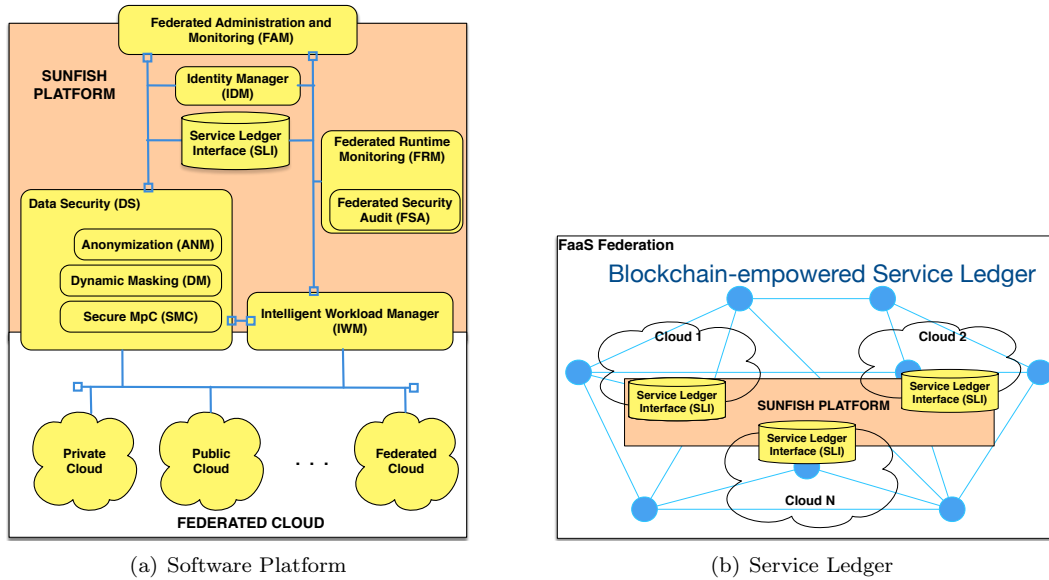 Federated Administration and
Monitoring (FAM)
SUNFISH
PLATFORM
Identity Manager
(IDM)
Service Ledger
Interface (SLI)
Federated Runtime
Monitoring (FRM)
Federated Security
Audit (FSA)
Data Security (DS)
Anonymization (ANM)
Dynamic Masking (DM)
Secure MpC (SMC)
Intelligent Workload Manager
(IWM)
Private
Cloud
Public
Cloud
. . .
Federated
Cloud
FEDERATED CLOUD
(a) Software Platform
FaaS Federation
Blockchain-empowered Service Ledger
Cloud 1
Cloud 2
Service Ledger
Interface (SLI)
Service Ledger
Interface (SLI)
SUNFISH PLATFORM
Service Ledger
Interface (SLI)
Cloud N
(b) Service Ledger